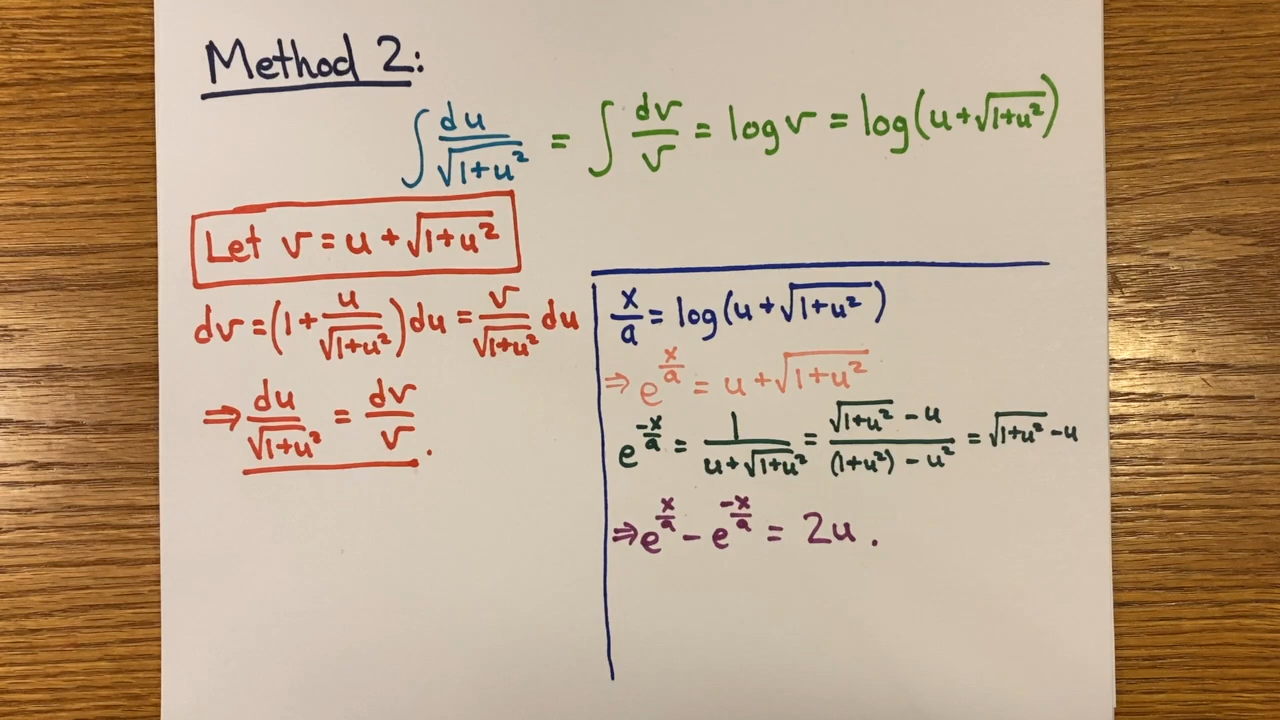 Method 2:
∫ du/√(1+u²) = ∫ dv/v = log v = log(u+√(1+u²))
Let v = u + √(1+u²)
dv = (1 + u/√(1+u²)) du = v/√(1+u²) du
⇒ du/√(1+u²) = dv/v .
x/a = log(u+√(1+u²))
⇒ e^(x/a) = u + √(1+u²)
e^(-x/a) = 1/(u+√(1+u²)) = (√(1+u²) - u)/((1+u²) - u²) = √(1+u²) - u
⇒ e^(x/a) - e^(-x/a) = 2u .